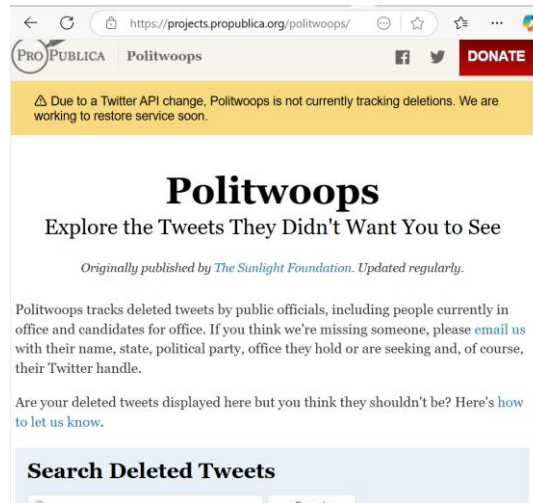 https://projects.propublica.org/politwoops/
PROPUBLICA Politwoops DONATE
⚠ Due to a Twitter API change, Politwoops is not currently tracking deletions. We are
working to restore service soon.
Politwoops
Explore the Tweets They Didn't Want You to See
Originally published by The Sunlight Foundation. Updated regularly.
Politwoops tracks deleted tweets by public officials, including people currently in
office and candidates for office. If you think we're missing someone, please email us
with their name, state, political party, office they hold or are seeking and, of course,
their Twitter handle.
Are your deleted tweets displayed here but you think they shouldn't be? Here's how
to let us know.
Search Deleted Tweets